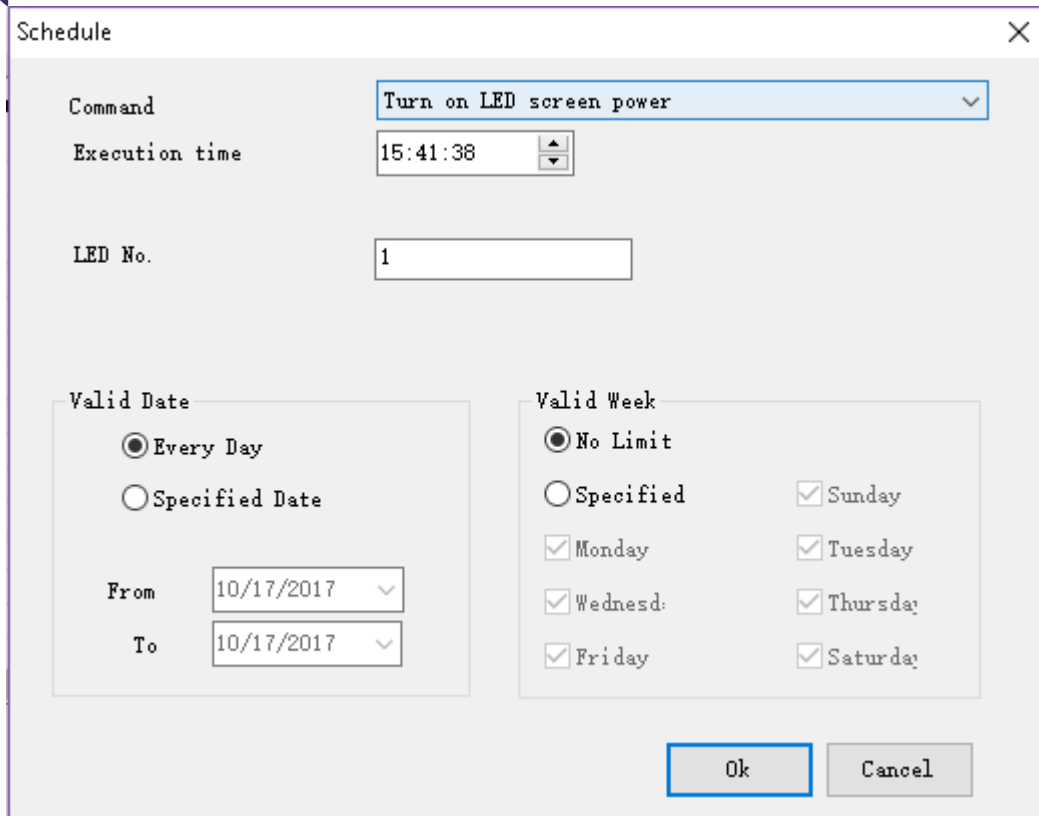 Schedule
Command Turn on LED screen power
Execution time 15:41:38
LED No. 1
Valid Date
Every Day
Specified Date
From 10/17/2017
To 10/17/2017
Valid Week
No Limit
Specified Sunday
Monday Tuesday
Wednesd Thursday
Friday Saturday
Ok Cancel